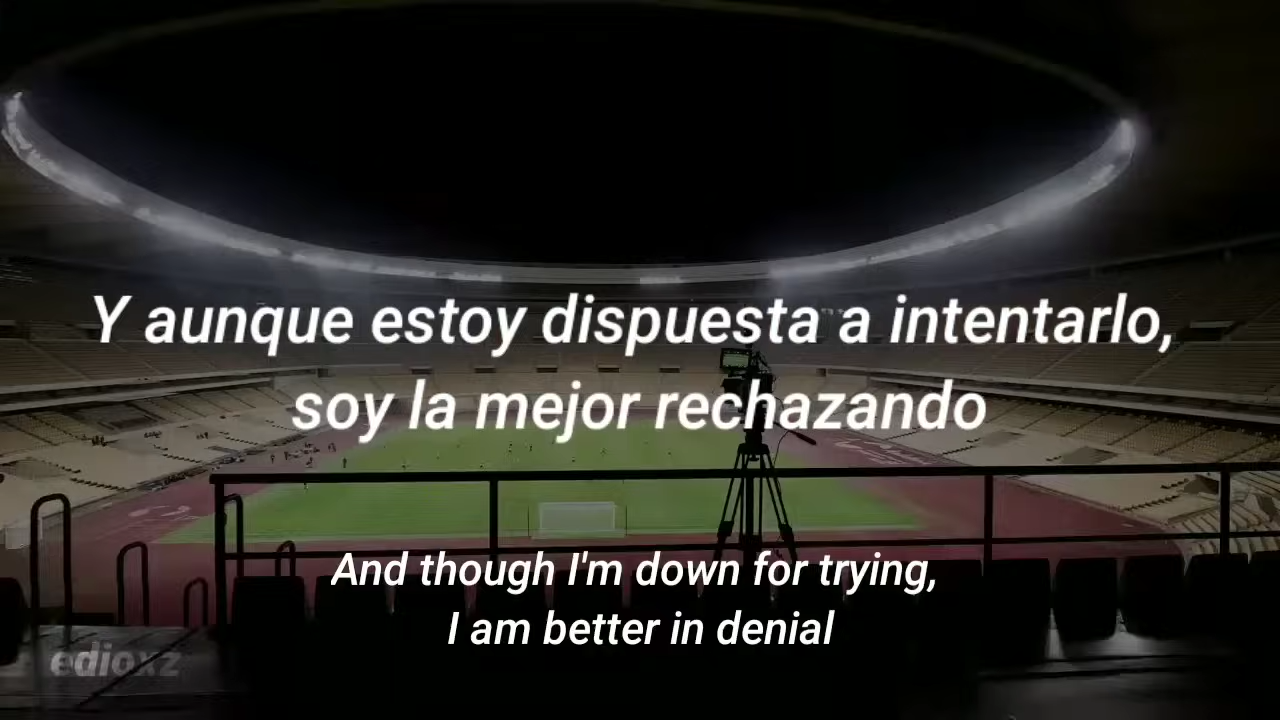 Y aunque estoy dispuesta a intentarlo,
soy la mejor rechazando
And though I'm down for trying,
I am better in denial
edioxz